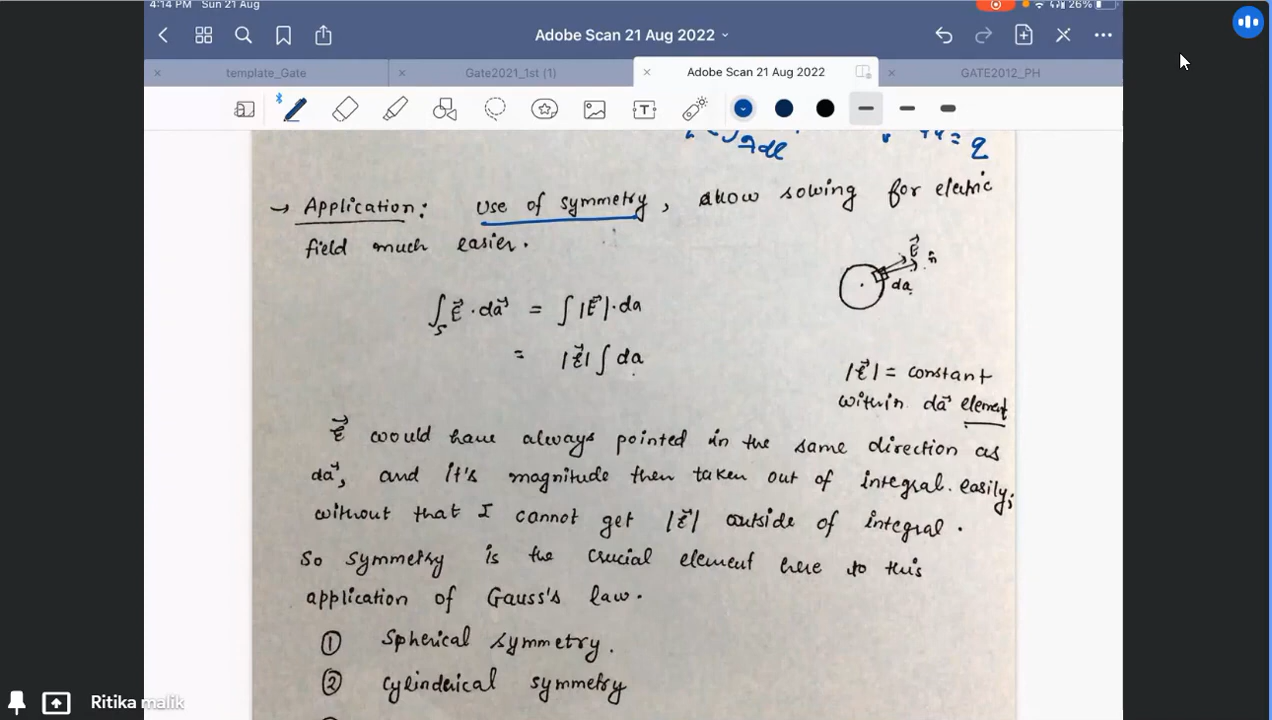 4:14 PM Sun 21 Aug
26%
Adobe Scan 21 Aug 2022
template_Gate
Gate2021_1st (1)
Adobe Scan 21 Aug 2022
GATE2012_PH
λdl
= q
→ Application: Use of symmetry, allow solving for electric
field much easier.
E⃗ n̂
da
∫S E⃗ · da⃗ = ∫ |E⃗| · da
= |E⃗| ∫ da
|E⃗| = constant
within da⃗ element
E⃗ would have always pointed in the same direction as
da⃗, and it's magnitude then taken out of integral easily;
without that I cannot get |E⃗| outside of integral.
So symmetry is the crucial element here to this
application of Gauss's law.
① Spherical symmetry.
② cylinderical symmetry
Ritika malik